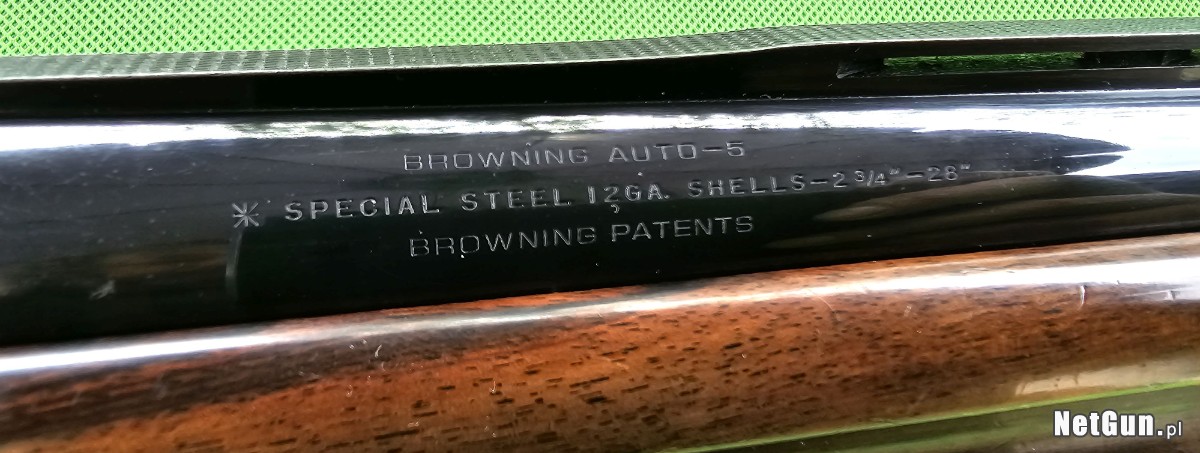 BROWNING AUTO-5
* SPECIAL STEEL 12GA. SHELLS-2 3/4"-28"
BROWNING PATENTS
NetGun.pl